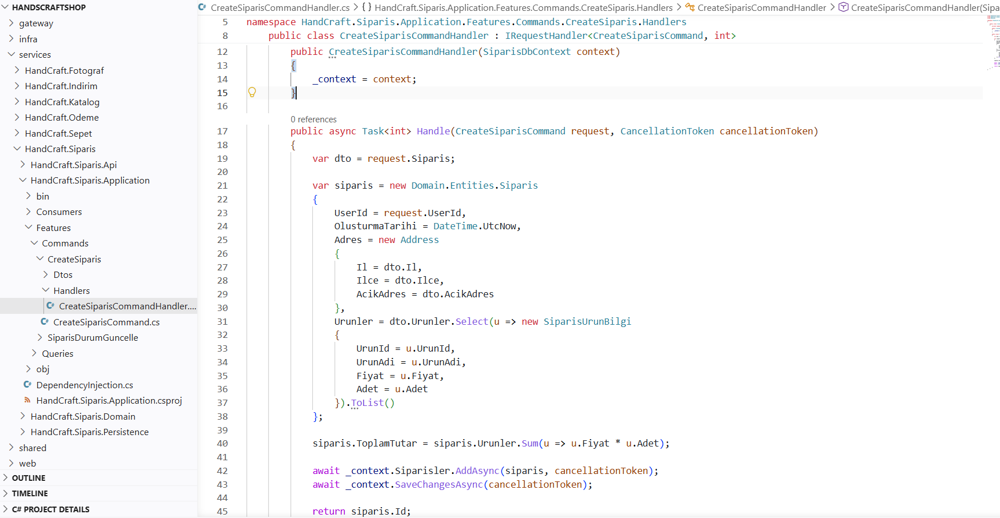 HANDSCRAFTSHOP
gateway
infra
services
HandCraft.Fotograf
HandCraft.Indirim
HandCraft.Katalog
HandCraft.Odeme
HandCraft.Sepet
HandCraft.Siparis
HandCraft.Siparis.Api
HandCraft.Siparis.Application
bin
Consumers
Features
Commands
CreateSiparis
Dtos
Handlers
C# CreateSiparisCommandHandler....
C# CreateSiparisCommand.cs
SiparisDurumGuncelle
Queries
obj
C# DependencyInjection.cs
HandCraft.Siparis.Application.csproj
HandCraft.Siparis.Domain
HandCraft.Siparis.Persistence
shared
web
OUTLINE
TIMELINE
C# PROJECT DETAILS
C# CreateSiparisCommandHandler.cs > {} HandCraft.Siparis.Application.Features.Commands.CreateSiparis.Handlers > CreateSiparisCommandHandler > CreateSiparisCommandHandler(Sipa
5 namespace HandCraft.Siparis.Application.Features.Commands.CreateSiparis.Handlers
8 public class CreateSiparisCommandHandler : IRequestHandler<CreateSiparisCommand, int>
12 public CreateSiparisCommandHandler(SiparisDbContext context)
13 {
14 _context = context;
15 }
16
0 references
17 public async Task<int> Handle(CreateSiparisCommand request, CancellationToken cancellationToken)
18 {
19 var dto = request.Siparis;
20
21 var siparis = new Domain.Entities.Siparis
22 {
23 UserId = request.UserId,
24 OlusturmaTarihi = DateTime.UtcNow,
25 Adres = new Address
26 {
27 Il = dto.Il,
28 Ilce = dto.Ilce,
29 AcikAdres = dto.AcikAdres
30 },
31 Urunler = dto.Urunler.Select(u => new SiparisUrunBilgi
32 {
33 UrunId = u.UrunId,
34 UrunAdi = u.UrunAdi,
35 Fiyat = u.Fiyat,
36 Adet = u.Adet
37 }).ToList()
38 };
39
40 siparis.ToplamTutar = siparis.Urunler.Sum(u => u.Fiyat * u.Adet);
41
42 await _context.Siparisler.AddAsync(siparis, cancellationToken);
43 await _context.SaveChangesAsync(cancellationToken);
44
45 return siparis.Id;